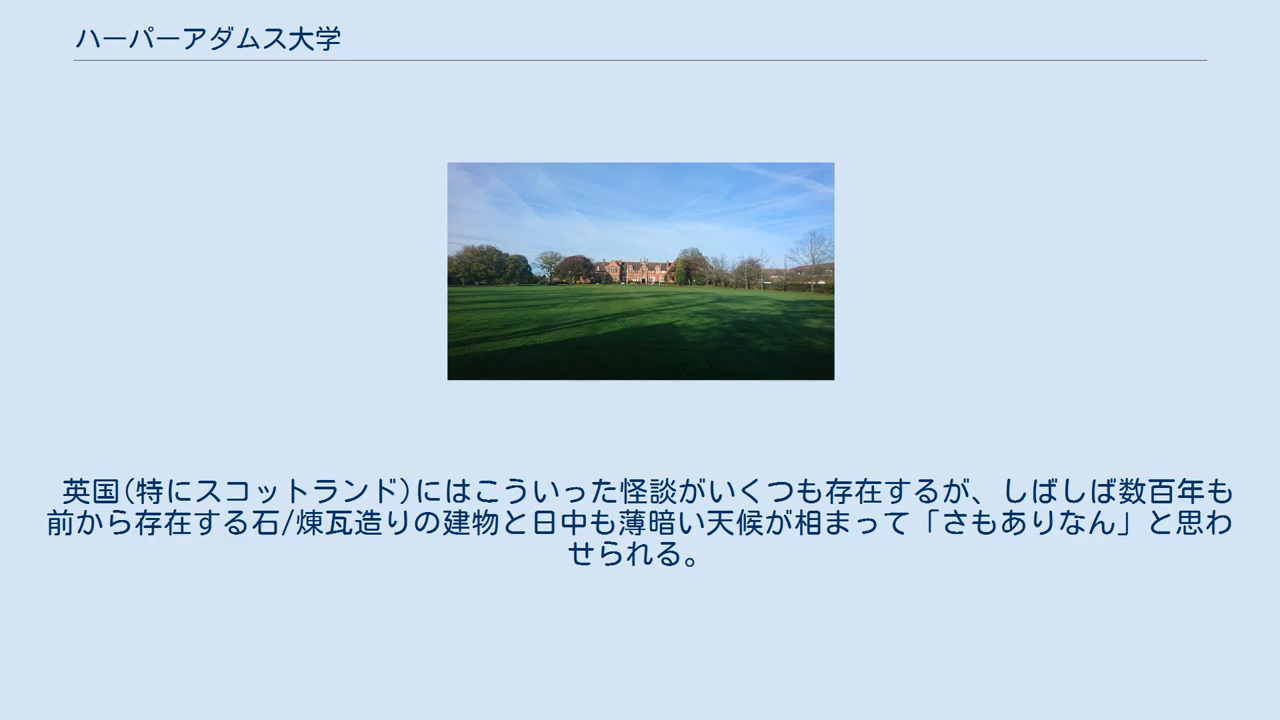 ハーパーアダムス大学
英国(特にスコットランド)にはこういった怪談がいくつも存在するが、しばしば数百年も
前から存在する石/煉瓦造りの建物と日中も薄暗い天候が相まって「さもありなん」と思わ
せられる。